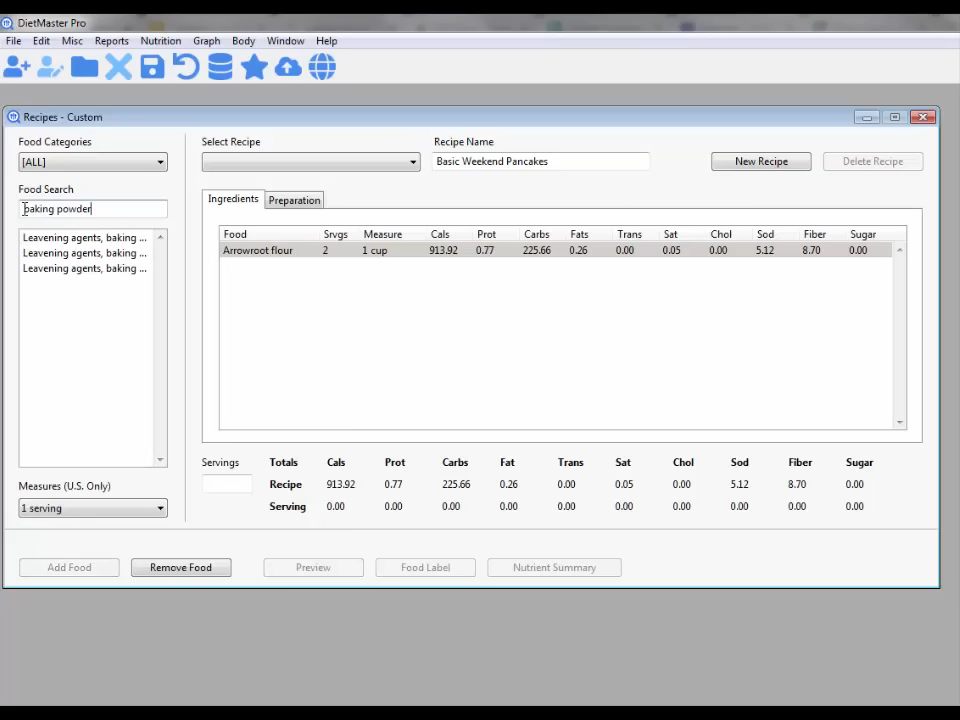 DietMaster Pro
File Edit Misc Reports Nutrition Graph Body Window Help
Recipes - Custom
Food Categories
[ALL]
Food Search
baking powder
Leavening agents, baking ...
Leavening agents, baking ...
Leavening agents, baking ...
Measures (U.S. Only)
1 serving
Select Recipe
Recipe Name
Basic Weekend Pancakes
New Recipe
Delete Recipe
Ingredients
Preparation
Food Srvgs Measure Cals Prot Carbs Fats Trans Sat Chol Sod Fiber Sugar
Arrowroot flour 2 1 cup 913.92 0.77 225.66 0.26 0.00 0.05 0.00 5.12 8.70 0.00
Servings
Totals Cals Prot Carbs Fat Trans Sat Chol Sod Fiber Sugar
Recipe 913.92 0.77 225.66 0.26 0.00 0.05 0.00 5.12 8.70 0.00
Serving 0.00 0.00 0.00 0.00 0.00 0.00 0.00 0.00 0.00 0.00
Add Food
Remove Food
Preview
Food Label
Nutrient Summary